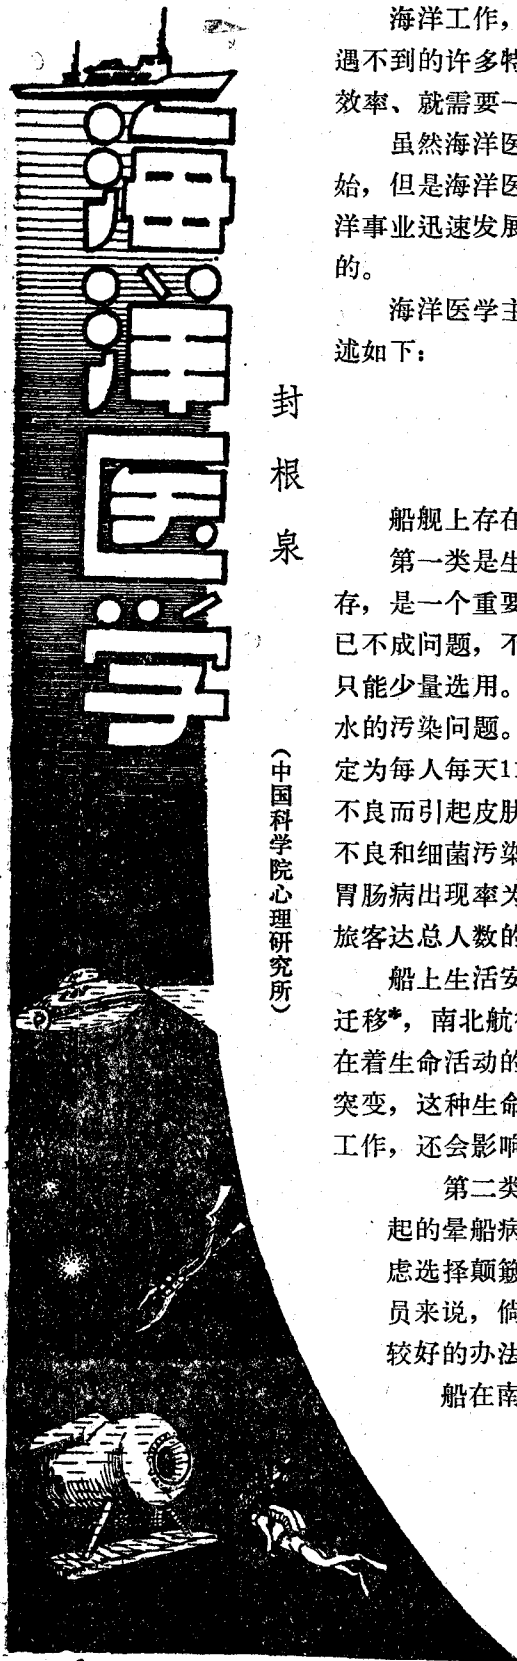 海洋医学
封根泉
（中国科学院心理研究所）
海洋工作，
遇不到的许多特
效率、就需要一
虽然海洋医
始，但是海洋医
洋事业迅速发展
的。
海洋医学主
述如下：
船舰上存在
第一类是生
存，是一个重要
已不成问题，不
只能少量选用。
水的污染问题。
定为每人每天1
不良而引起皮肤
不良和细菌污染
胃肠病出现率为
旅客达总人数的
船上生活安
迁移*，南北航行
在着生命活动的
突变，这种生命
工作，还会影响
第二类
起的晕船病
虑选择颠簸
员来说，倘
较好的办法
船在南